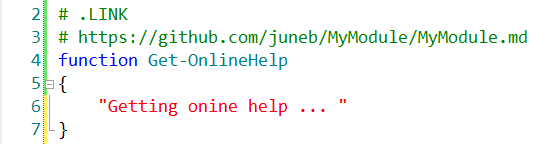 2 # .LINK
3 # https://github.com/juneb/MyModule/MyModule.md
4 function Get-OnlineHelp
5 {
6 "Getting onine help ... "
7 }